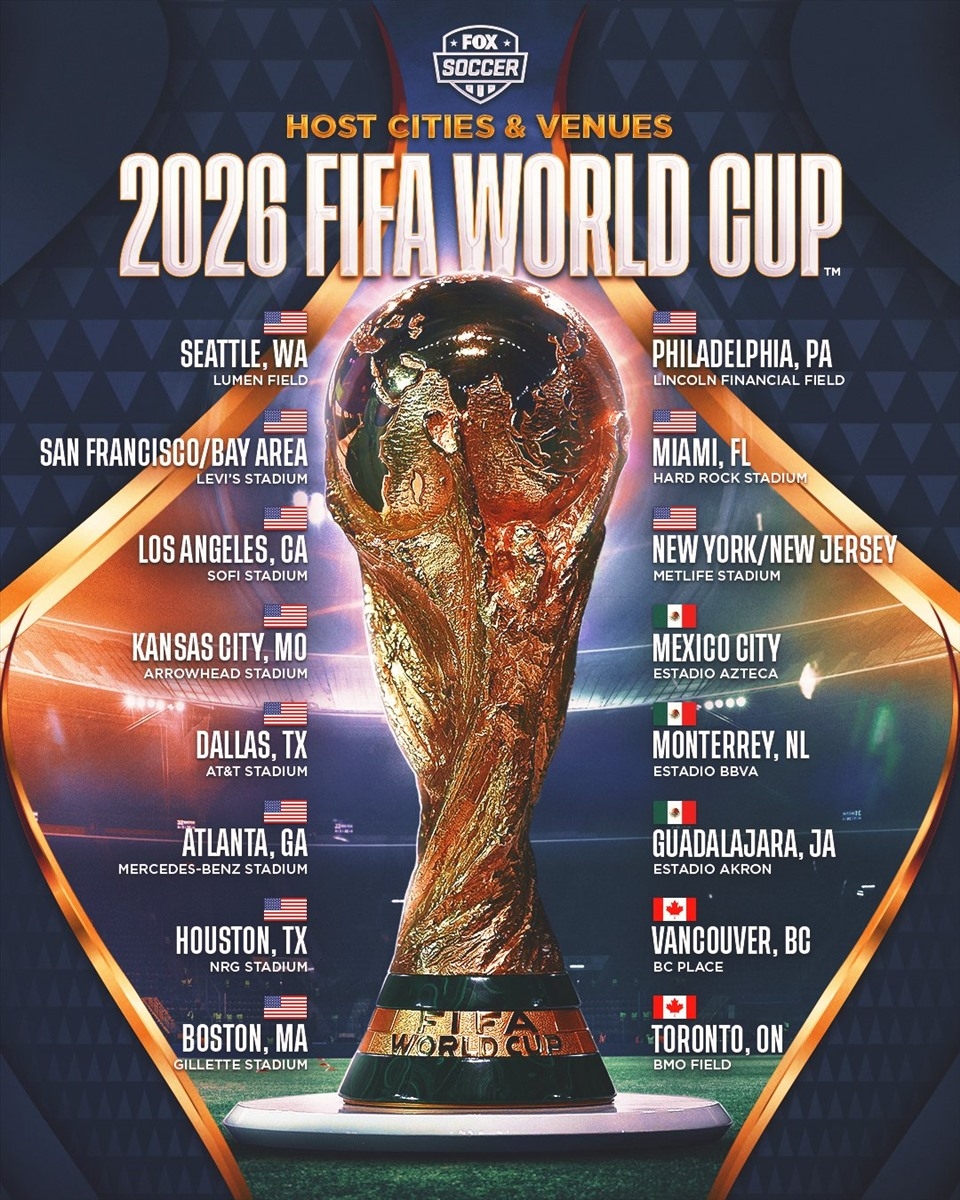 FOX
SOCCER
HOST CITIES & VENUES
2026 FIFA WORLD CUP™
SEATTLE, WA
LUMEN FIELD
SAN FRANCISCO/BAY AREA
LEVI'S STADIUM
LOS ANGELES, CA
SOFI STADIUM
KANSAS CITY, MO
ARROWHEAD STADIUM
DALLAS, TX
AT&T STADIUM
ATLANTA, GA
MERCEDES-BENZ STADIUM
HOUSTON, TX
NRG STADIUM
BOSTON, MA
GILLETTE STADIUM
PHILADELPHIA, PA
LINCOLN FINANCIAL FIELD
MIAMI, FL
HARD ROCK STADIUM
NEW YORK/NEW JERSEY
METLIFE STADIUM
MEXICO CITY
ESTADIO AZTECA
MONTERREY, NL
ESTADIO BBVA
GUADALAJARA, JA
ESTADIO AKRON
VANCOUVER, BC
BC PLACE
TORONTO, ON
BMO FIELD
FIFA
WORLD CUP